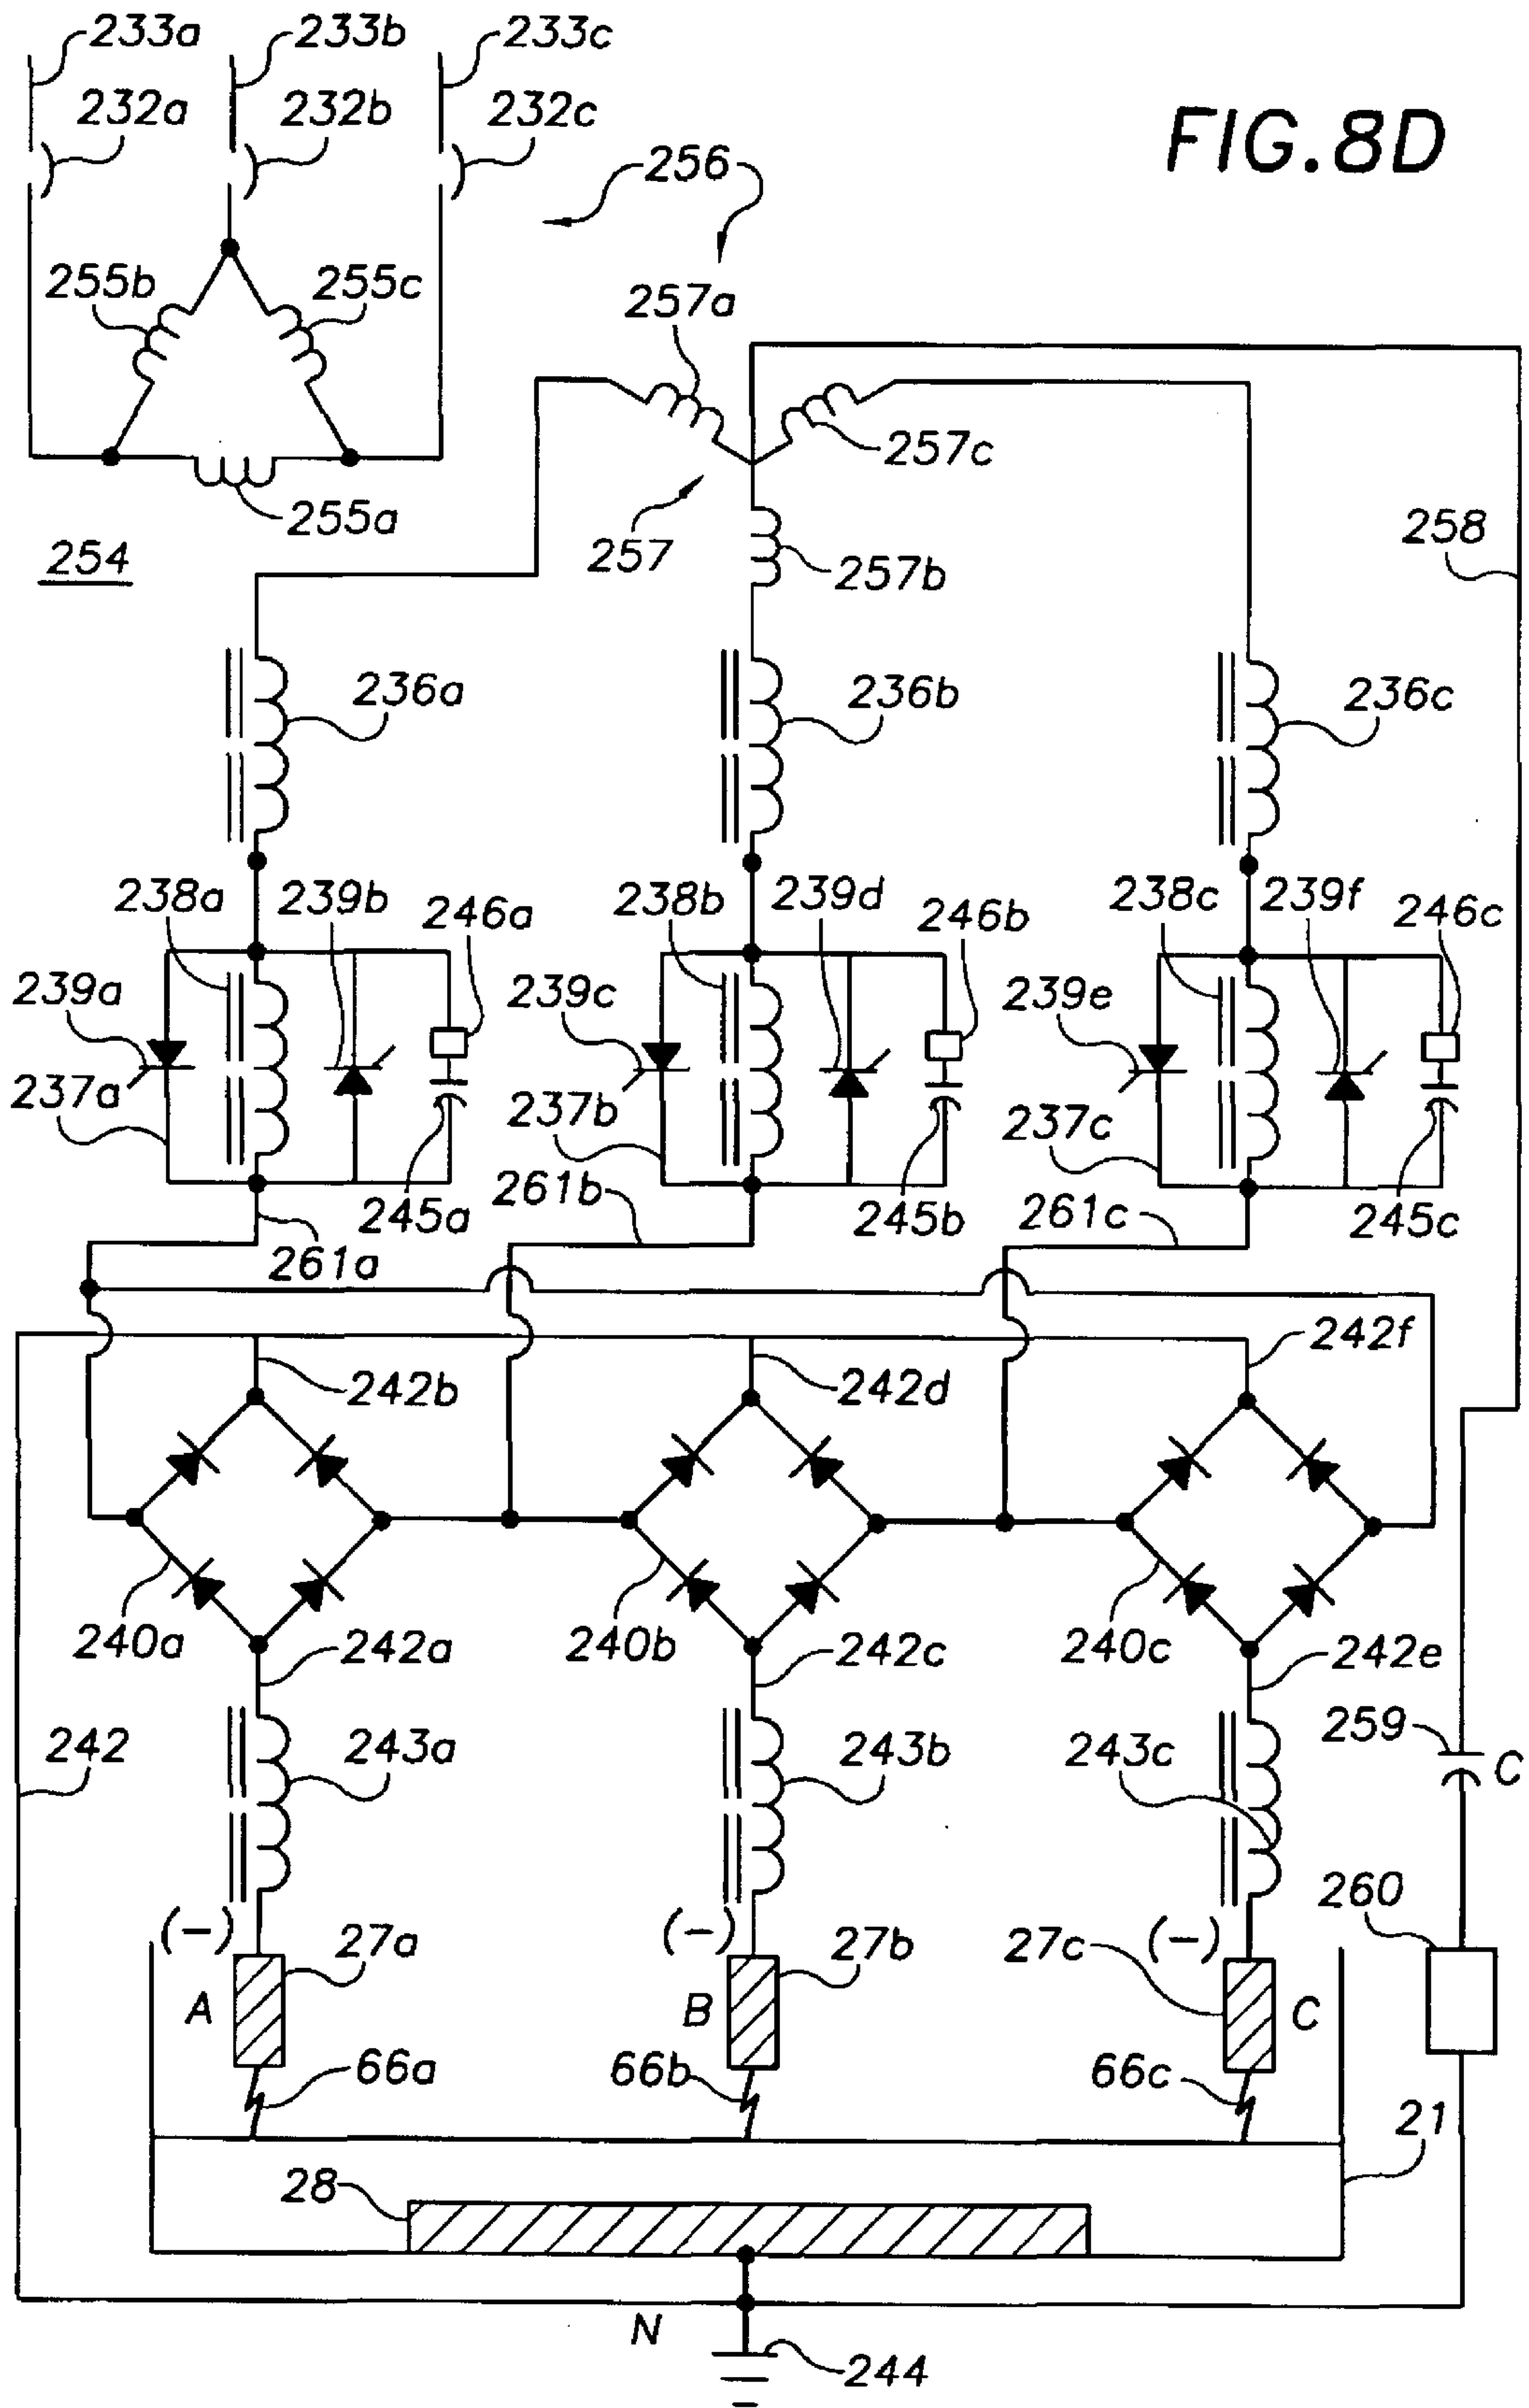 233a 233b 233c
232a 232b 232c
FIG.8D
256
255b 255c
257a
257c
255a
254
257
257b
258
236a 236b 236c
238a 239b 246a 238b 239d 246b 238c 239f 246c
239a 239c 239e
237a 237b 237c
245a 261b 245b 261c 245c
261a
242b 242d 242f
240a 242a 240b 242c 240c 242e
242 243a 243b 243c 259 C
260
(-) 27a (-) 27b 27c (-)
A B C
66a 66b 66c
21
28
N
244